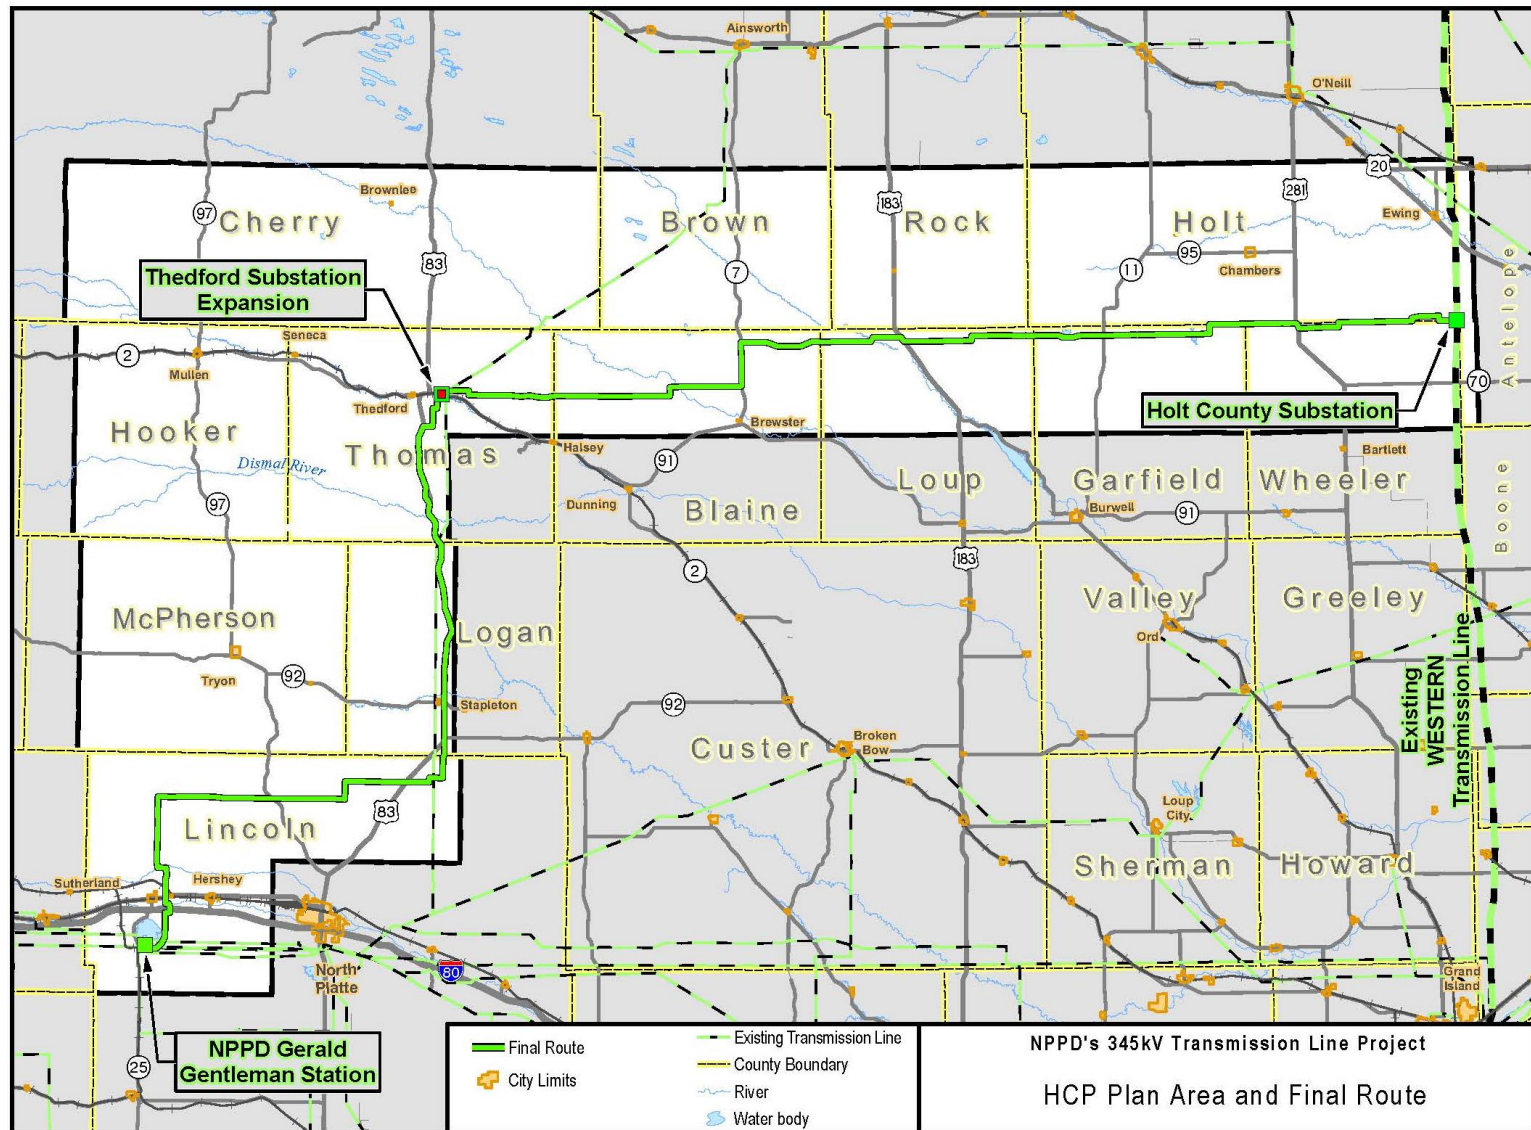 Ainsworth
O'Neill
20
Brownlee
97
Cherry
Brown
183
Rock
281
Holt
Ewing
83
7
11
95
Chambers
Antelope
Thedford Substation
Expansion
Seneca
2
Mullen
Thedford
70
Holt County Substation
Hooker
Thomas
Brewster
Halsey
91
Bartlett
Dismal River
97
Dunning
Blaine
Loup
Garfield
Wheeler
Burwell
91
Boone
183
2
McPherson
Logan
Valley
Greeley
Ord
Tryon
92
Stapleton
92
Existing
WESTERN
Transmission Line
Custer
Broken
Bow
83
Lincoln
Loup
City
Sherman
Howard
Sutherland
Hershey
North
Platte
80
Grand
Island
NPPD Gerald
Gentleman Station
25
Final Route
City Limits
Existing Transmission Line
County Boundary
River
Water body
NPPD's 345kV Transmission Line Project
HCP Plan Area and Final Route